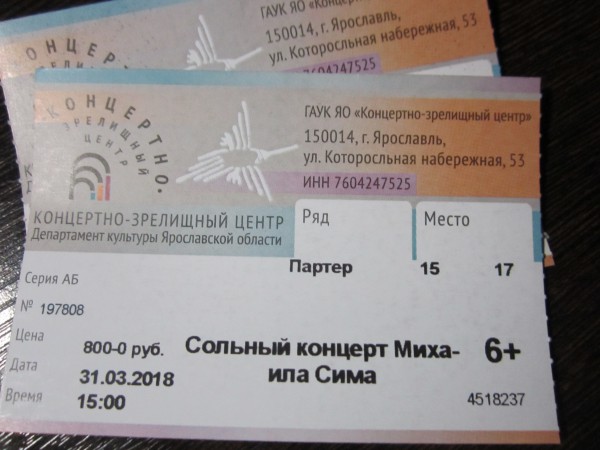 ГАУК ЯО «Концертно-
150014, г. Ярославль,
ул. Которосльная набережная, 53
7604247525
КОНЦЕРТНО-
ЗРЕЛИЩНЫЙ
ЦЕНТР
ГАУК ЯО «Концертно-зрелищный центр»
150014, г. Ярославль,
ул. Которосльная набережная, 53
ИНН 7604247525
КОНЦЕРТНО-ЗРЕЛИЩНЫЙ ЦЕНТР
Департамент культуры Ярославской области
Ряд
Место
Партер 15 17
Серия АБ
№ 197808
Цена 800-0 руб.
Сольный концерт Миха-
ила Сима
6+
Дата 31.03.2018
Время 15:00
4518237